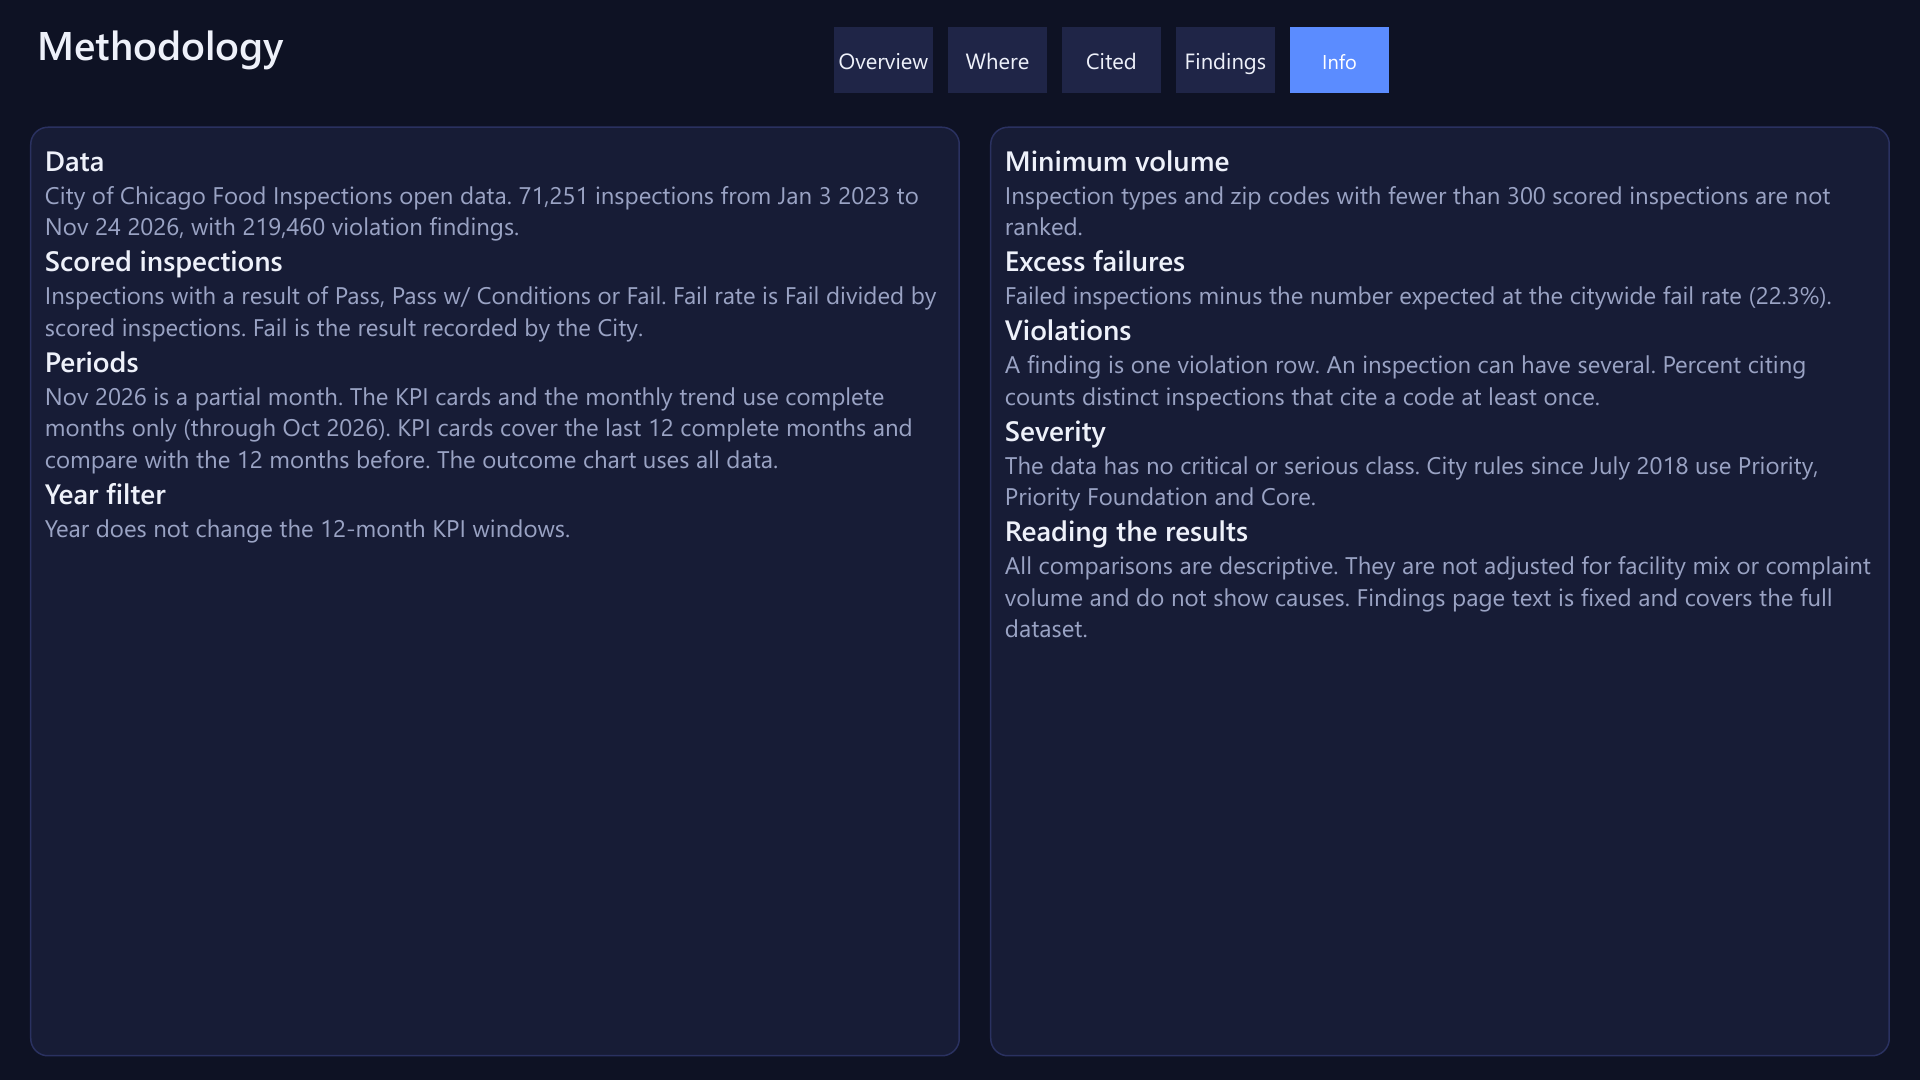 Methodology
Overview
Where
Cited
Findings
Info
Data
City of Chicago Food Inspections open data. 71,251 inspections from Jan 3 2023 to
Nov 24 2026, with 219,460 violation findings.
Scored inspections
Inspections with a result of Pass, Pass w/ Conditions or Fail. Fail rate is Fail divided by
scored inspections. Fail is the result recorded by the City.
Periods
Nov 2026 is a partial month. The KPI cards and the monthly trend use complete
months only (through Oct 2026). KPI cards cover the last 12 complete months and
compare with the 12 months before. The outcome chart uses all data.
Year filter
Year does not change the 12-month KPI windows.
Minimum volume
Inspection types and zip codes with fewer than 300 scored inspections are not
ranked.
Excess failures
Failed inspections minus the number expected at the citywide fail rate (22.3%).
Violations
A finding is one violation row. An inspection can have several. Percent citing
counts distinct inspections that cite a code at least once.
Severity
The data has no critical or serious class. City rules since July 2018 use Priority,
Priority Foundation and Core.
Reading the results
All comparisons are descriptive. They are not adjusted for facility mix or complaint
volume and do not show causes. Findings page text is fixed and covers the full
dataset.